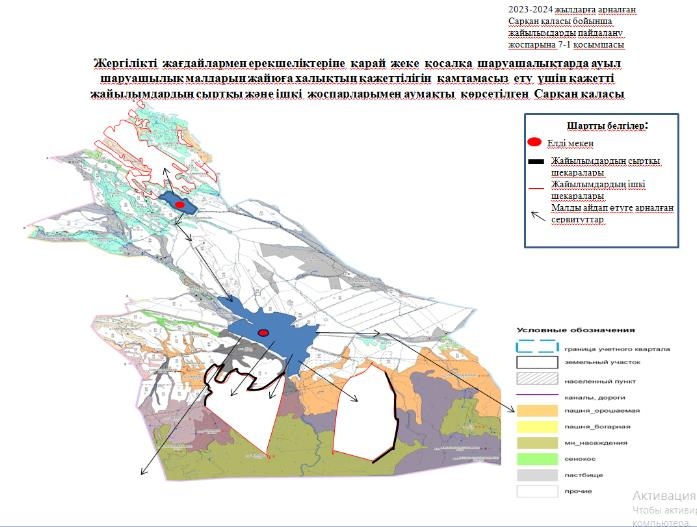 2023-2024 жылдарға арналған
Сарқан қаласы бойынша
жайылымдарды пайдалану
жоспарына 7-1 қосымшасы
Жергілікті жағдайлармен ерекшеліктеріне қарай жеке қосалқа шаруашалықтарда ауыл
шаруашылық малдарын жайюға халықтың қажеттілігін қамтамасыз ету үшін қажетті
жайылымдардың сыртқы және ішкі жоспарларымен аумақты көрсетілген Сарқан қаласы
Шартты белгілер:
Елді мекен
Жайылымдардың сыртқы
шекаралары
Жайылымдардың ішкі
шекаралары
Малды айдап өтуге арналған
сервитуттар
Условные обозначения
граница учетного квартала
земельный участок
населенный пункт
каналы, дороги
пашня_орошаемая
пашня_богарная
мн_насаждения
сенокос
пастбище
прочие
Активация
Чтобы активи
компьютера.